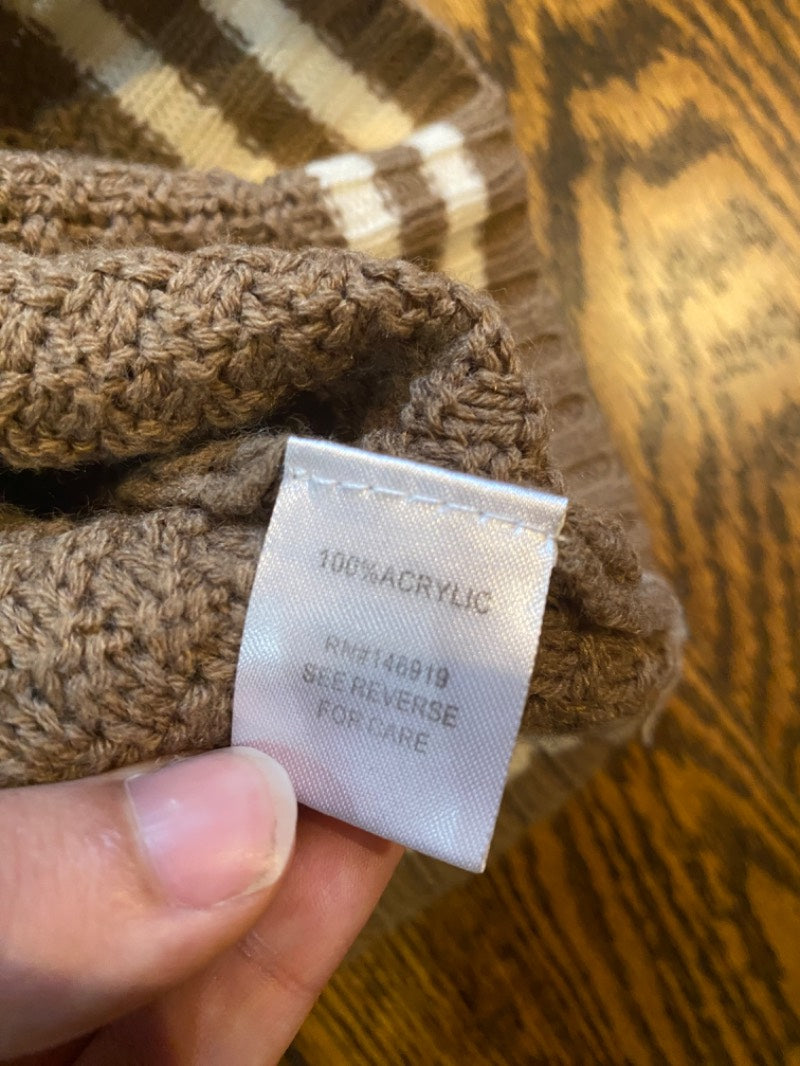 100%ACRYLIC
RN#146919
SEE REVERSE
FOR CARE